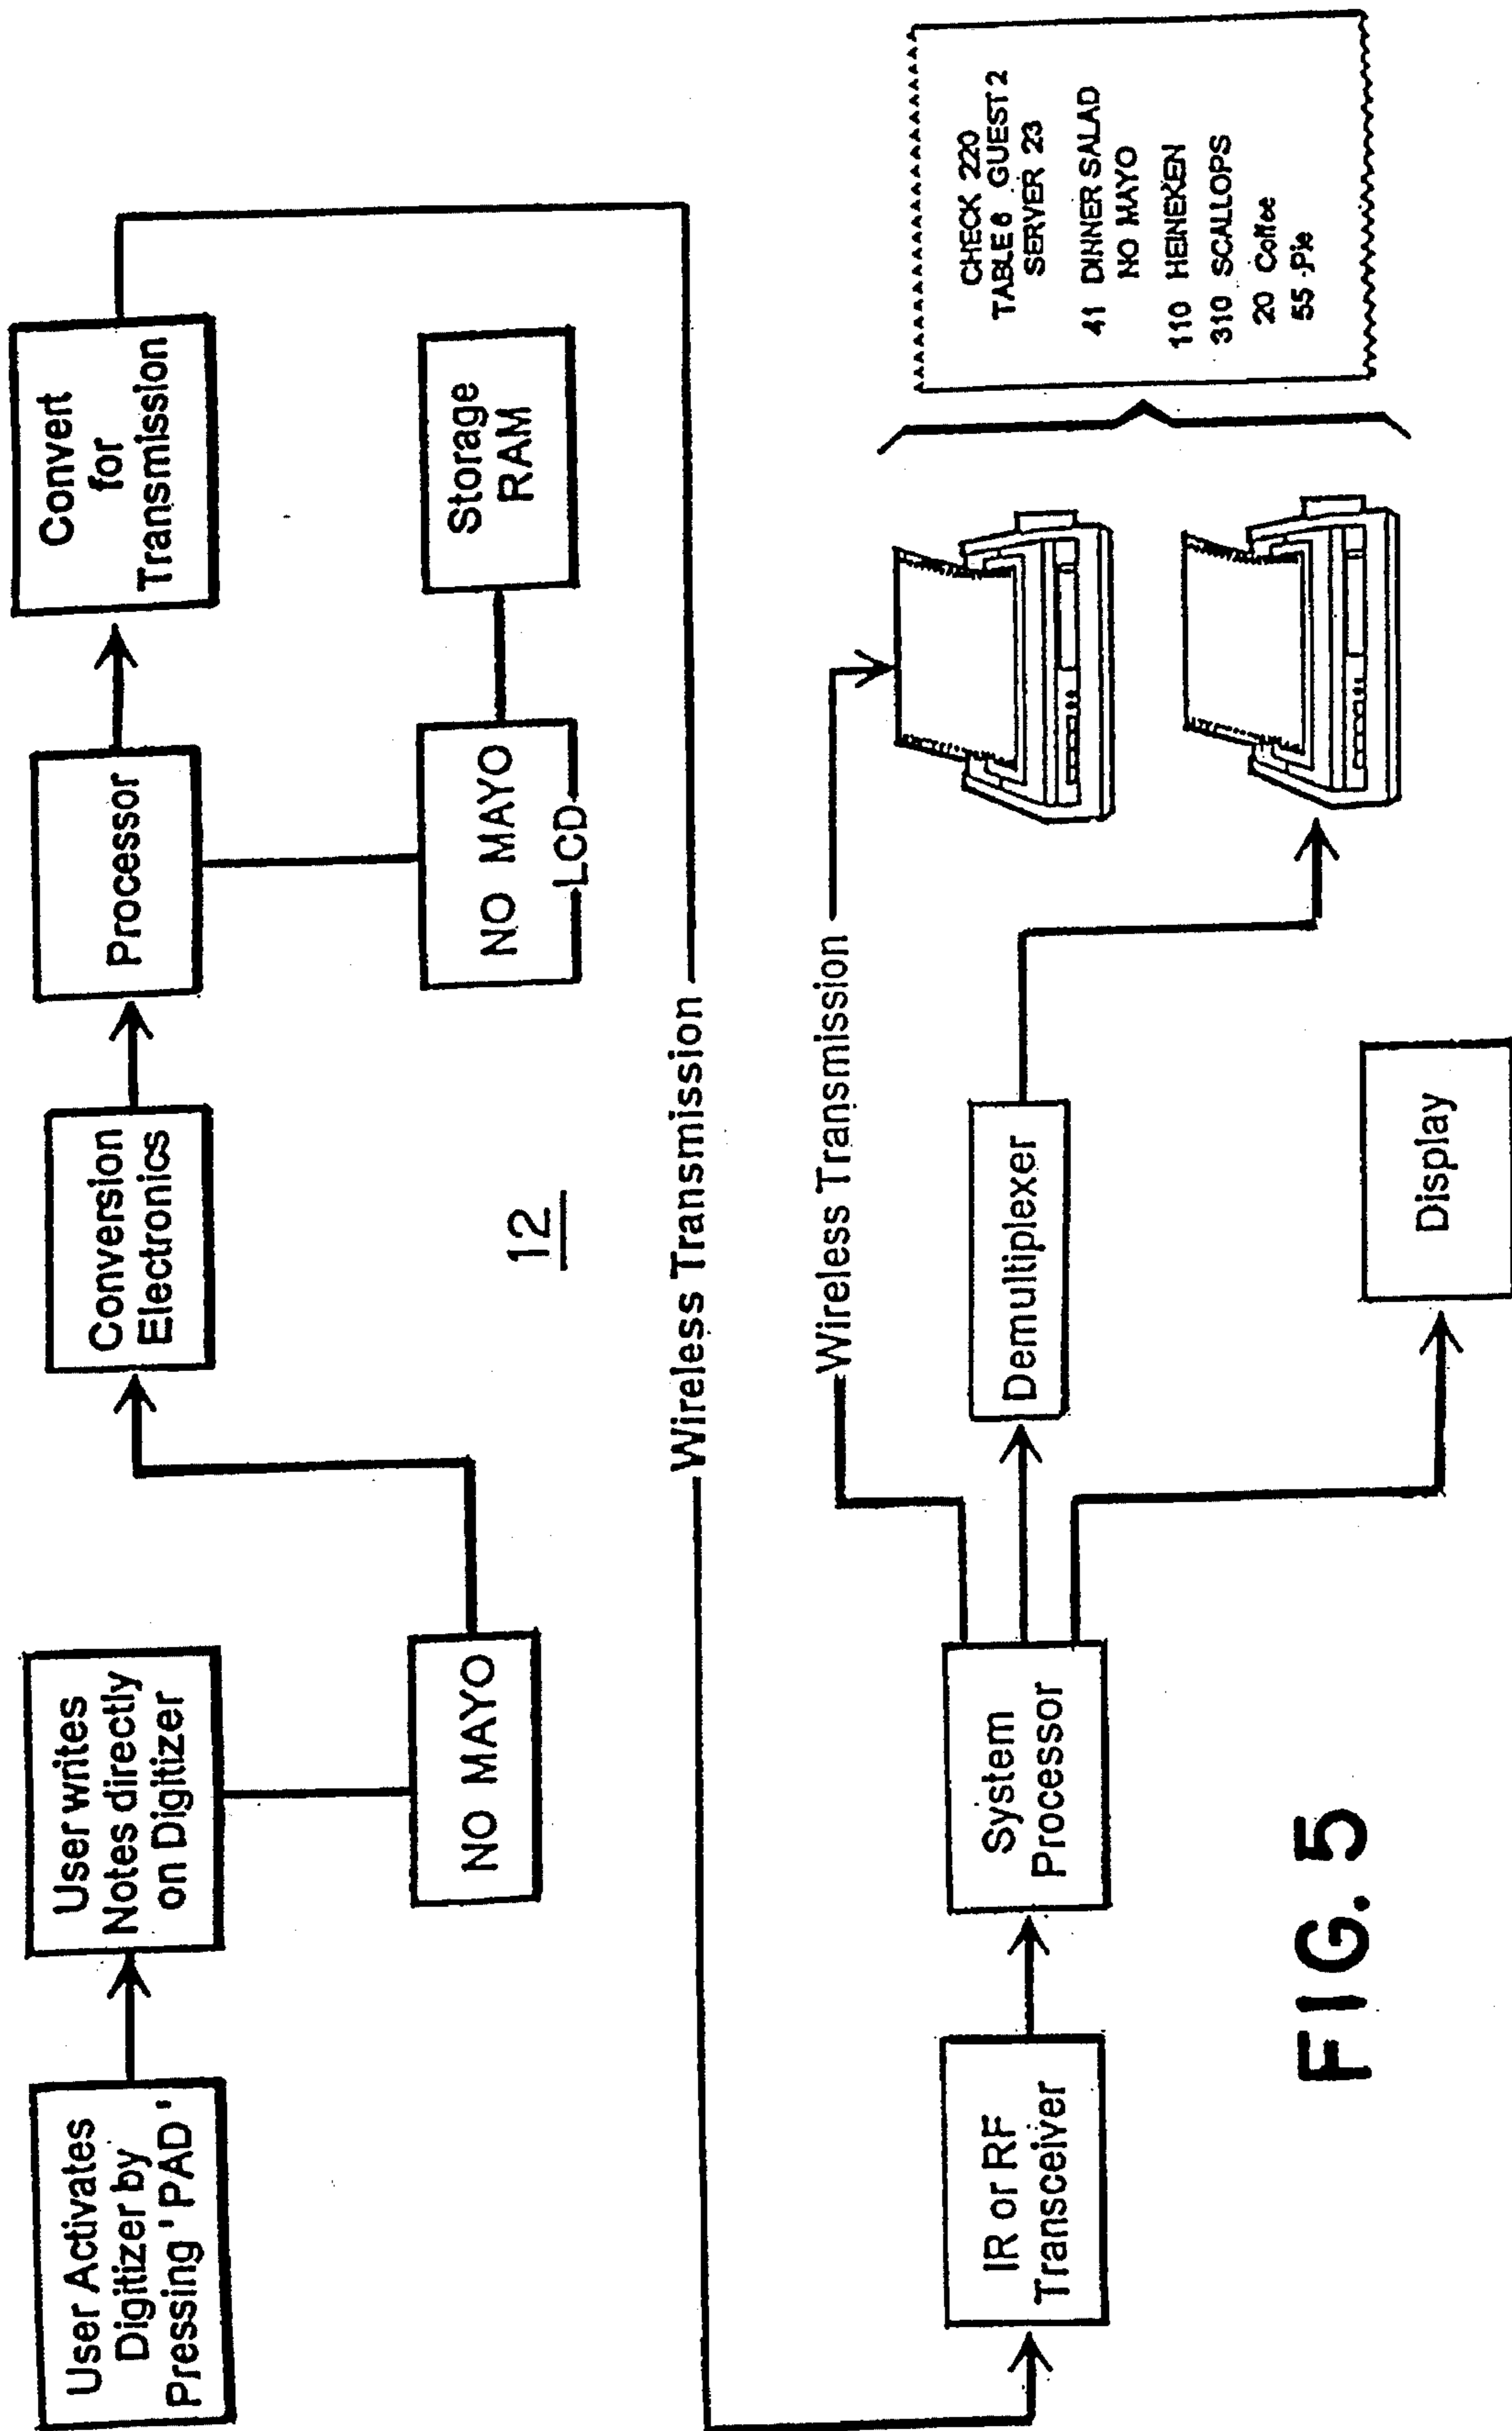 User Activates
Digitizer by
Pressing 'PAD'
User writes
Notes directly
on Digitizer
NO MAYO
Conversion
Electronics
Processor
NO MAYO
LCD
Storage
RAM
Convert
for
Transmission
12
Wireless Transmission
IR or RF
Transceiver
System
Processor
Wireless Transmission
Demultiplexer
Display
CHECK 220
TABLE 6 GUEST 2
SERVER 23
41 DINNER SALAD
NO MAYO
110 HEINEKEN
310 SCALLOPS
20 Coffee
55 Pie
FIG. 5